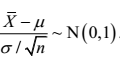 (X̄ − μ) / (σ / √n) ~ N(0,1).